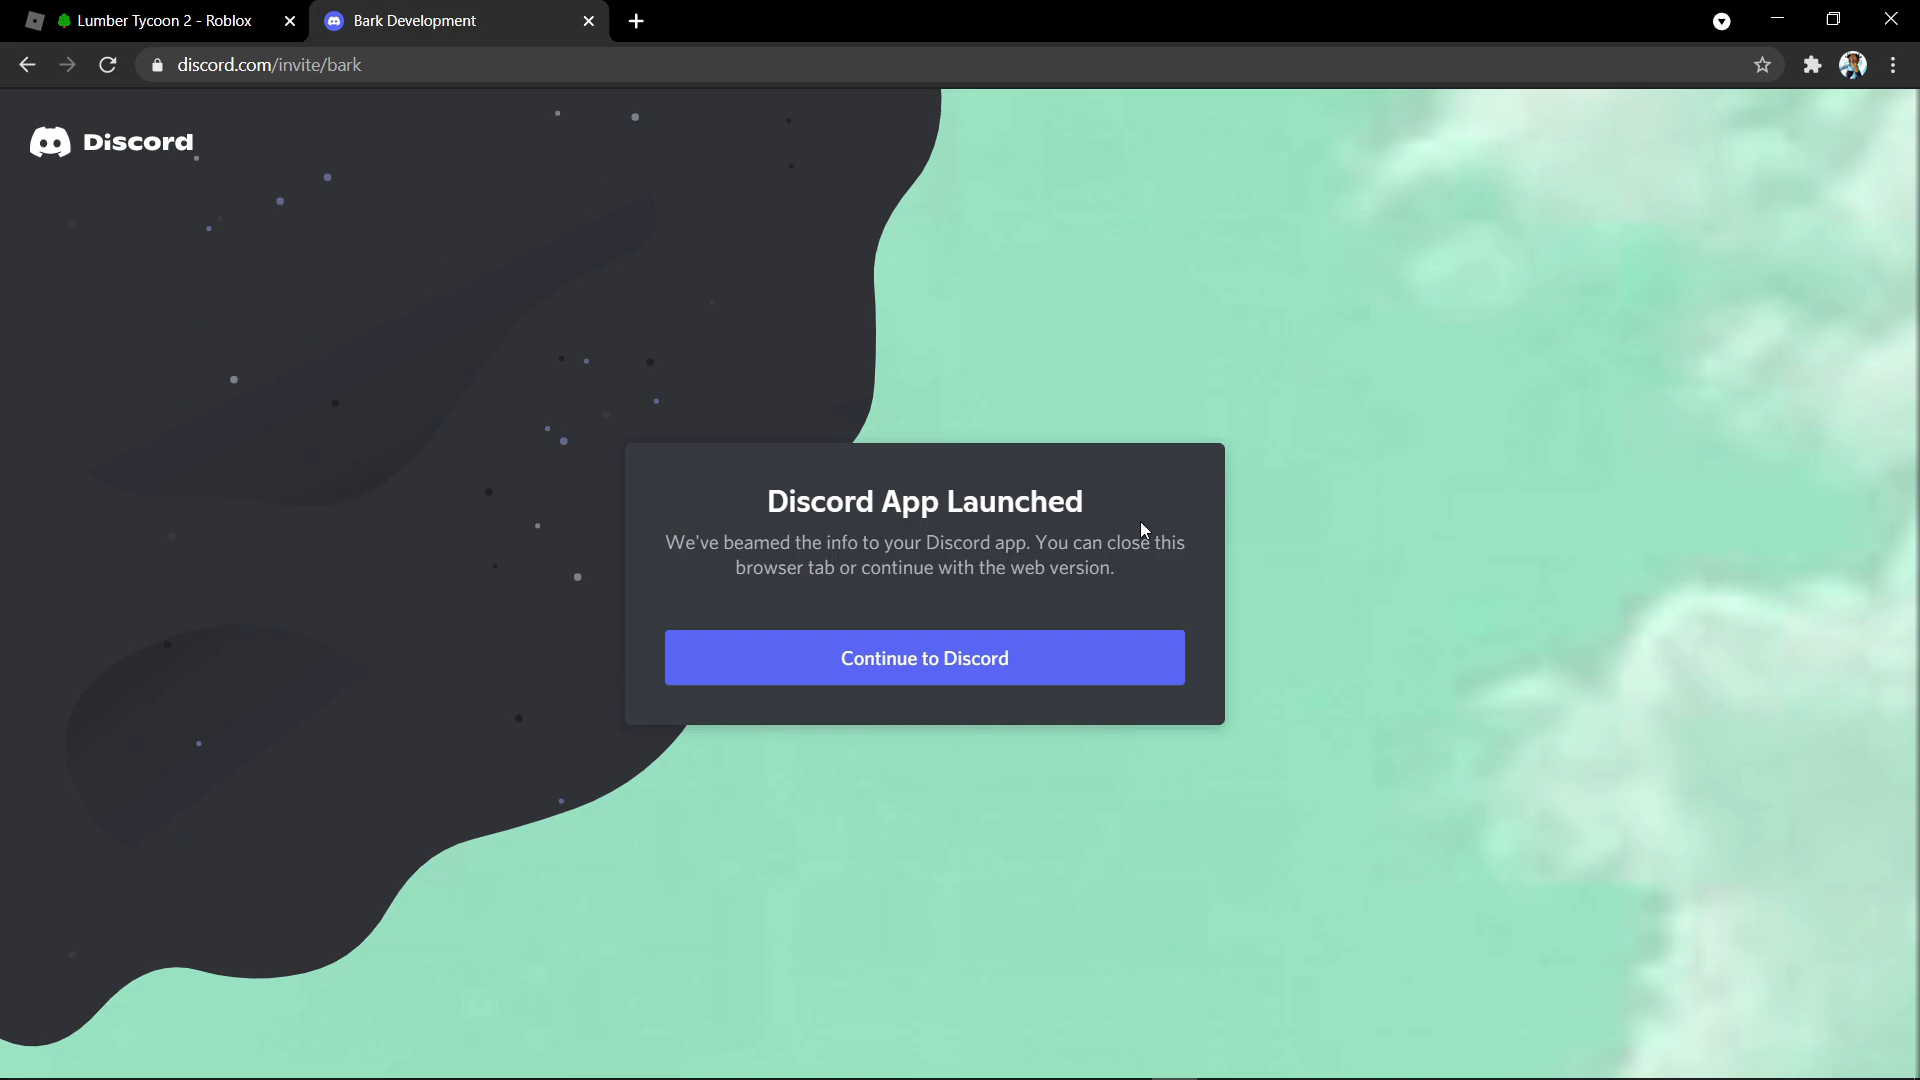 Lumber Tycoon 2 - Roblox
Bark Development
discord.com/invite/bark
Discord
Discord App Launched
We've beamed the info to your Discord app. You can close this
browser tab or continue with the web version.
Continue to Discord